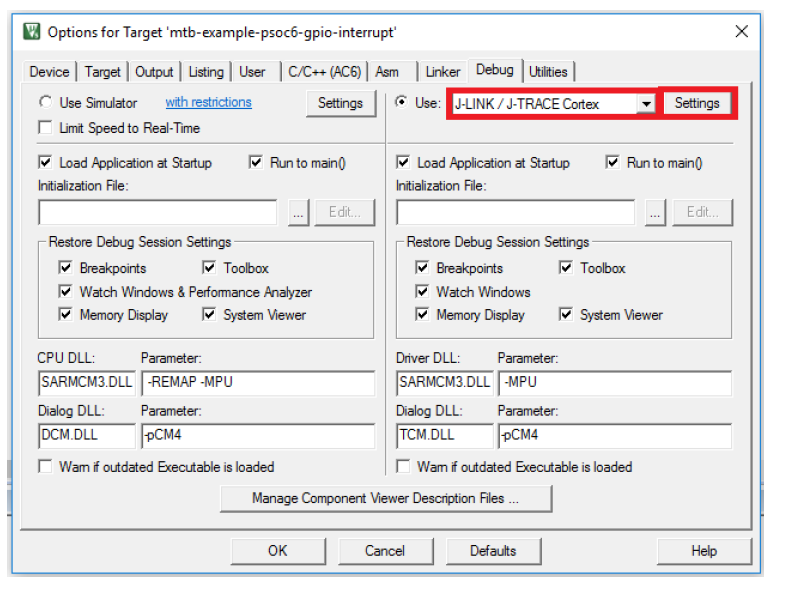 Options for Target 'mtb-example-psoc6-gpio-interrupt'
Device Target Output Listing User C/C++ (AC6) Asm Linker Debug Utilities
Use Simulator with restrictions Settings Use: J-LINK / J-TRACE Cortex Settings
Limit Speed to Real-Time
Load Application at Startup Run to main() Load Application at Startup Run to main()
Initialization File: Initialization File:
... Edit... ... Edit...
Restore Debug Session Settings Restore Debug Session Settings
Breakpoints Toolbox Breakpoints Toolbox
Watch Windows & Performance Analyzer Watch Windows
Memory Display System Viewer Memory Display System Viewer
CPU DLL: Parameter: Driver DLL: Parameter:
SARMCM3.DLL -REMAP -MPU SARMCM3.DLL -MPU
Dialog DLL: Parameter: Dialog DLL: Parameter:
DCM.DLL -pCM4 TCM.DLL -pCM4
Warn if outdated Executable is loaded Warn if outdated Executable is loaded
Manage Component Viewer Description Files ...
OK Cancel Defaults Help